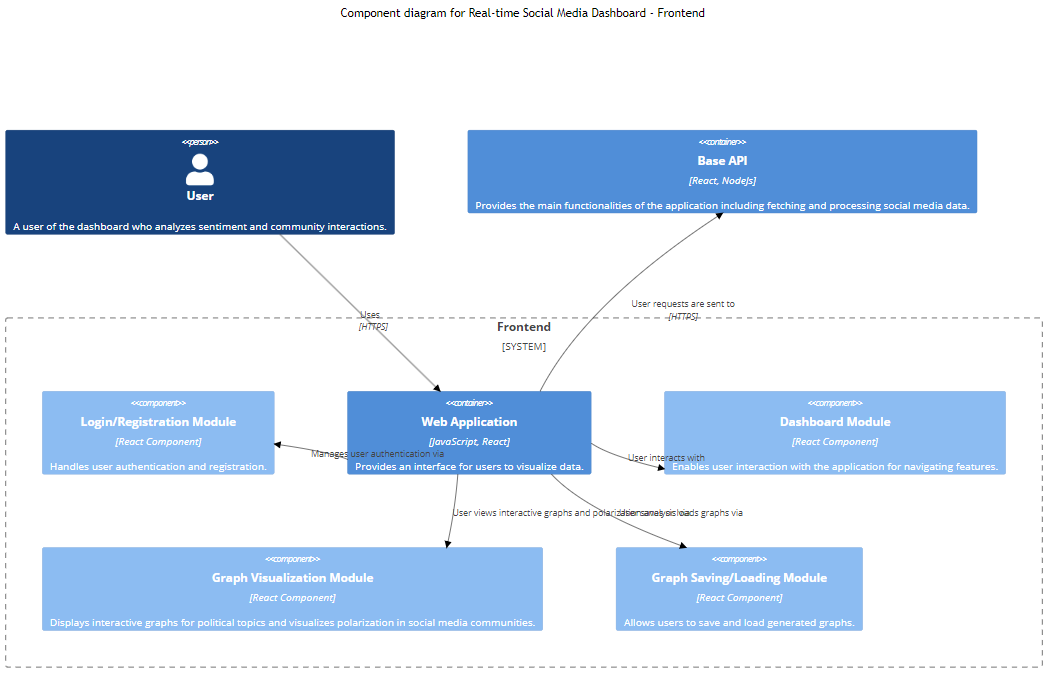 Component diagram for Real-time Social Media Dashboard - Frontend
<<person>>
User
A user of the dashboard who analyzes sentiment and community interactions.
<<container>>
Base API
[React, NodeJs]
Provides the main functionalities of the application including fetching and processing social media data.
Uses
[HTTPS]
User requests are sent to
[HTTPS]
Frontend
[SYSTEM]
<<component>>
Login/Registration Module
[React Component]
Handles user authentication and registration.
<<container>>
Web Application
[JavaScript, React]
Provides an interface for users to visualize data.
<<component>>
Dashboard Module
[React Component]
Enables user interaction with the application for navigating features.
Manages user authentication via
User interacts with
User views interactive graphs and polarization analysis via
User saves or loads graphs via
<<component>>
Graph Visualization Module
[React Component]
Displays interactive graphs for political topics and visualizes polarization in social media communities.
<<component>>
Graph Saving/Loading Module
[React Component]
Allows users to save and load generated graphs.